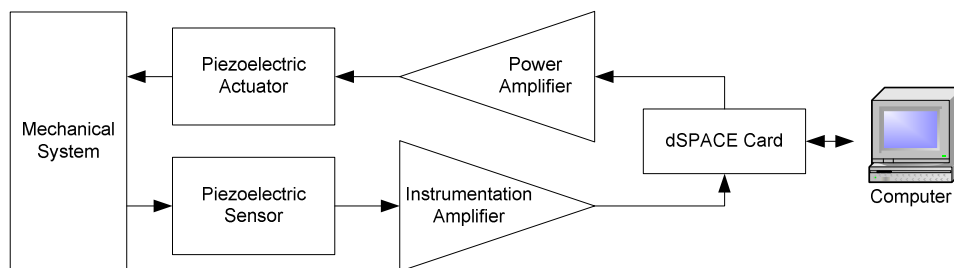 Mechanical
System
Piezoelectric
Actuator
Power
Amplifier
Piezoelectric
Sensor
Instrumentation
Amplifier
dSPACE Card
Computer